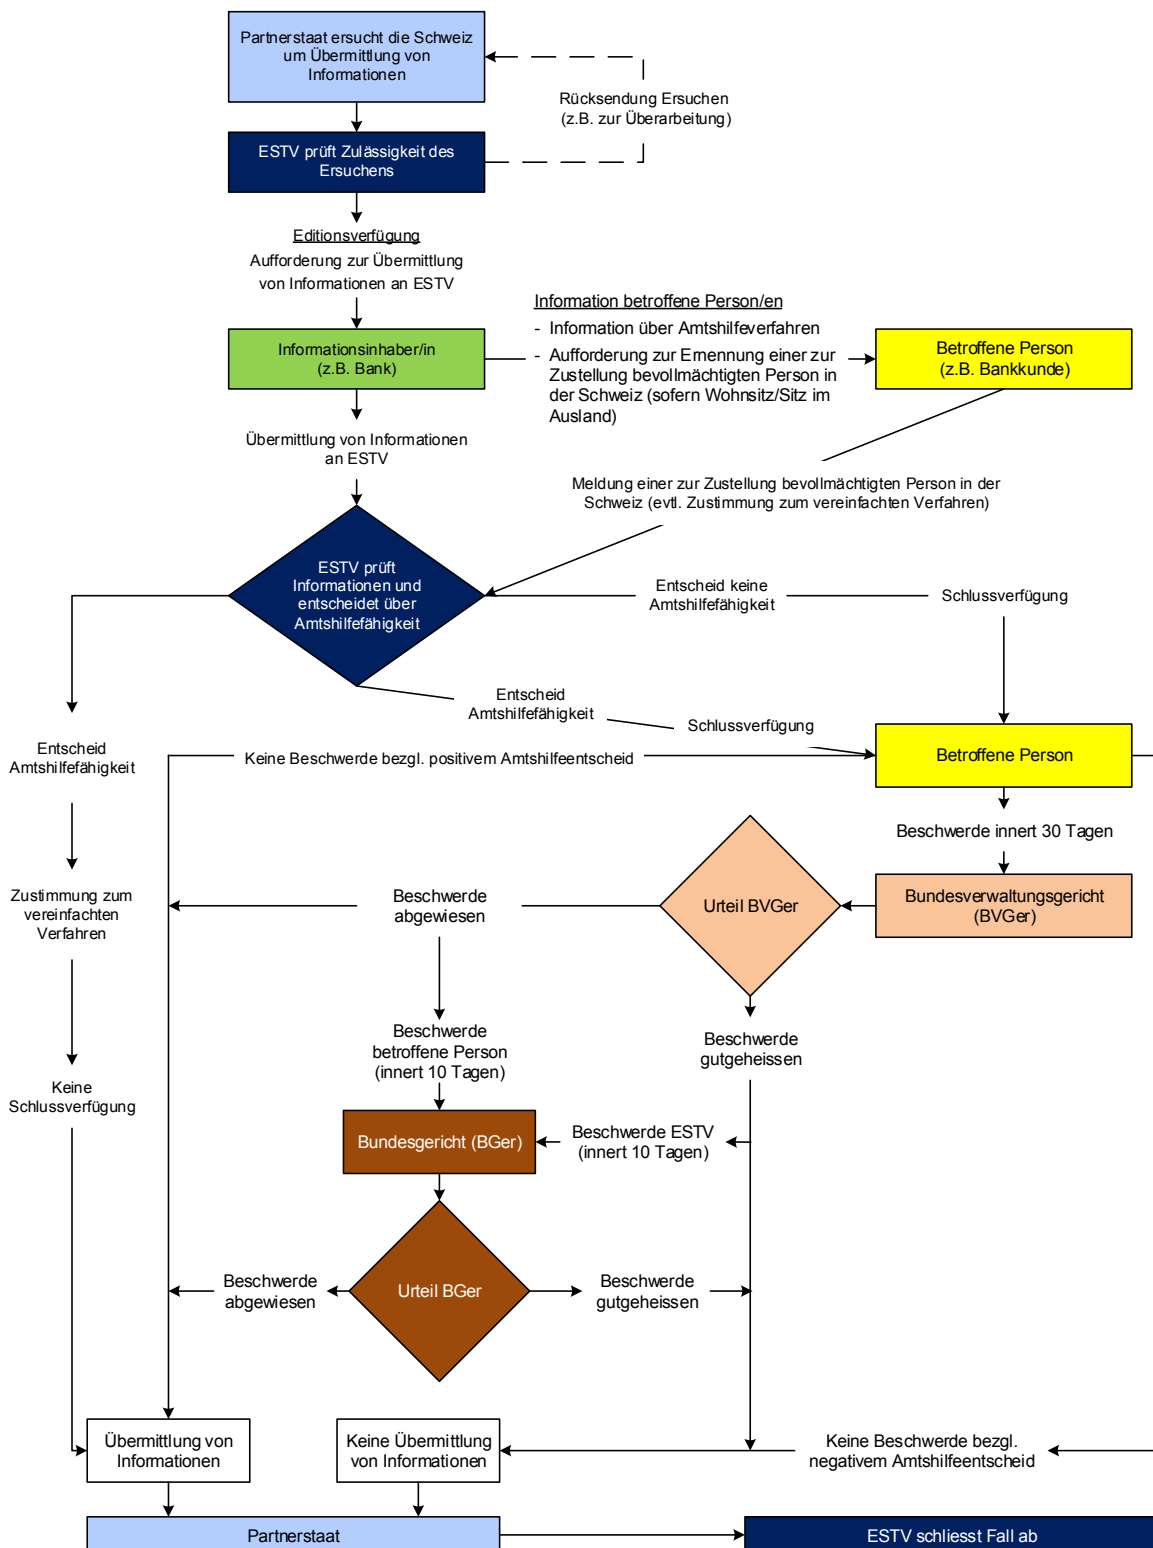 Partnerstaat ersucht die Schweiz
um Übermittlung von
Informationen
Rücksendung Ersuchen
(z.B. zur Überarbeitung)
ESTV prüft Zulässigkeit des
Ersuchens
Editionsverfügung
Aufforderung zur Übermittlung
von Informationen an ESTV
Informationsinhaber/in
(z.B. Bank)
Information betroffene Person/en
- Information über Amtshilfeverfahren
- Aufforderung zur Ernennung einer zur
Zustellung bevollmächtigten Person in
der Schweiz (sofern Wohnsitz/Sitz im
Ausland)
Betroffene Person
(z.B. Bankkunde)
Übermittlung von Informationen
an ESTV
Meldung einer zur Zustellung bevollmächtigten Person in der
Schweiz (evtl. Zustimmung zum vereinfachten Verfahren)
ESTV prüft
Informationen und
entscheidet über
Amtshilfefähigkeit
Entscheid keine
Amtshilfefähigkeit
Schlussverfügung
Entscheid
Amtshilfefähigkeit
Schlussverfügung
Entscheid
Amtshilfefähigkeit
Keine Beschwerde bezgl. positivem Amtshilfeentscheid
Betroffene Person
Beschwerde innert 30 Tagen
Zustimmung zum
vereinfachten
Verfahren
Beschwerde
abgewiesen
Urteil BVGer
Bundesverwaltungsgericht
(BVGer)
Beschwerde
betroffene Person
(innert 10 Tagen)
Beschwerde
gutgeheissen
Keine
Schlussverfügung
Bundesgericht (BGer)
Beschwerde ESTV
(innert 10 Tagen)
Beschwerde
abgewiesen
Urteil BGer
Beschwerde
gutgeheissen
Übermittlung von
Informationen
Keine Übermittlung
von Informationen
Keine Beschwerde bezgl.
negativem Amtshilfeentscheid
Partnerstaat
ESTV schliesst Fall ab